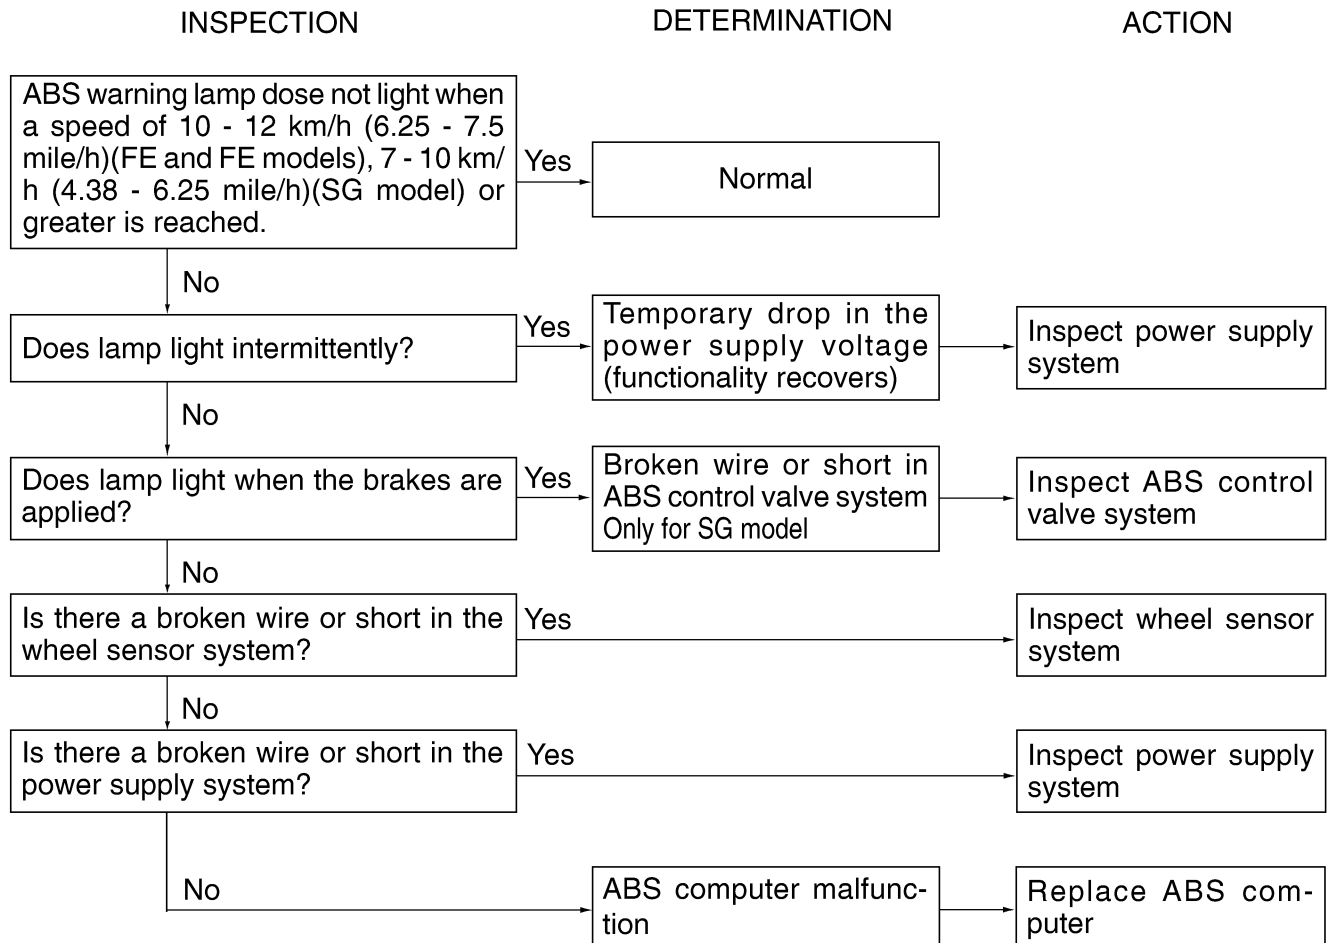 INSPECTION
DETERMINATION
ACTION
ABS warning lamp dose not light when
a speed of 10 - 12 km/h (6.25 - 7.5
mile/h)(FE and FE models), 7 - 10 km/
h (4.38 - 6.25 mile/h)(SG model) or
greater is reached.
Yes
Normal
No
Does lamp light intermittently?
Yes
Temporary drop in the
power supply voltage
(functionality recovers)
Inspect power supply
system
No
Does lamp light when the brakes are
applied?
Yes
Broken wire or short in
ABS control valve system
Only for SG model
Inspect ABS control
valve system
No
Is there a broken wire or short in the
wheel sensor system?
Yes
Inspect wheel sensor
system
No
Is there a broken wire or short in the
power supply system?
Yes
Inspect power supply
system
No
ABS computer malfunc-
tion
Replace ABS com-
puter